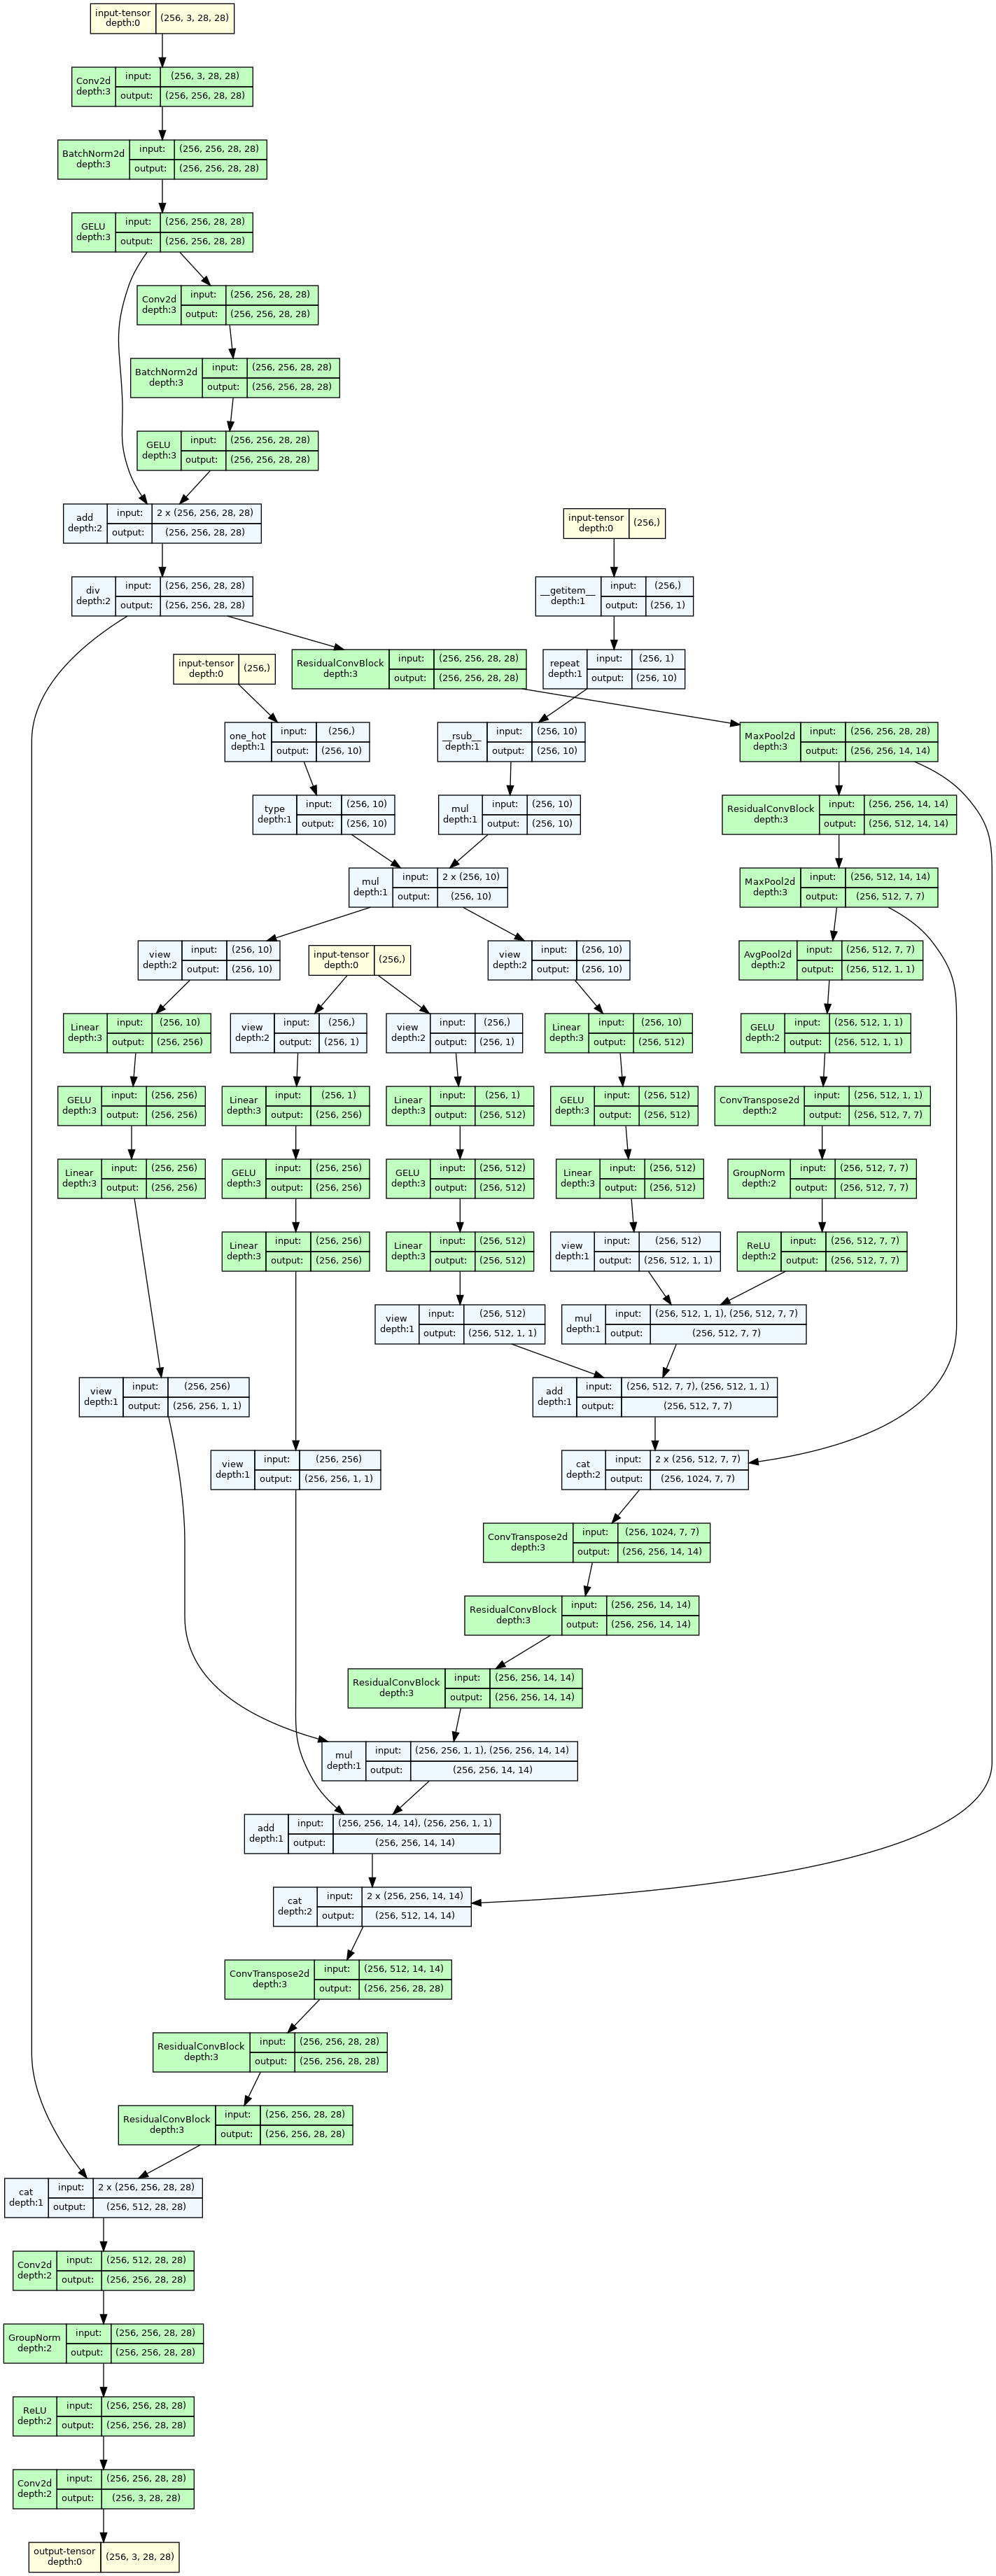 input-tensor
depth:0
(256, 3, 28, 28)
Conv2d
depth:3
input: (256, 3, 28, 28)
output: (256, 256, 28, 28)
BatchNorm2d
depth:3
input: (256, 256, 28, 28)
output: (256, 256, 28, 28)
GELU
depth:3
input: (256, 256, 28, 28)
output: (256, 256, 28, 28)
Conv2d
depth:3
input: (256, 256, 28, 28)
output: (256, 256, 28, 28)
BatchNorm2d
depth:3
input: (256, 256, 28, 28)
output: (256, 256, 28, 28)
GELU
depth:3
input: (256, 256, 28, 28)
output: (256, 256, 28, 28)
add
depth:2
input: 2 x (256, 256, 28, 28)
output: (256, 256, 28, 28)
input-tensor
depth:0
(256,)
div
depth:2
input: (256, 256, 28, 28)
output: (256, 256, 28, 28)
__getitem__
depth:1
input: (256,)
output: (256, 1)
input-tensor
depth:0
(256,)
ResidualConvBlock
depth:3
input: (256, 256, 28, 28)
output: (256, 256, 28, 28)
repeat
depth:1
input: (256, 1)
output: (256, 10)
one_hot
depth:1
input: (256,)
output: (256, 10)
__rsub__
depth:1
input: (256, 10)
output: (256, 10)
MaxPool2d
depth:3
input: (256, 256, 28, 28)
output: (256, 256, 14, 14)
type
depth:1
input: (256, 10)
output: (256, 10)
mul
depth:1
input: (256, 10)
output: (256, 10)
ResidualConvBlock
depth:3
input: (256, 256, 14, 14)
output: (256, 512, 14, 14)
mul
depth:1
input: 2 x (256, 10)
output: (256, 10)
MaxPool2d
depth:3
input: (256, 512, 14, 14)
output: (256, 512, 7, 7)
view
depth:2
input: (256, 10)
output: (256, 10)
input-tensor
depth:0
(256,)
view
depth:2
input: (256, 10)
output: (256, 10)
AvgPool2d
depth:2
input: (256, 512, 7, 7)
output: (256, 512, 1, 1)
Linear
depth:3
input: (256, 10)
output: (256, 256)
view
depth:2
input: (256,)
output: (256, 1)
view
depth:2
input: (256,)
output: (256, 1)
Linear
depth:3
input: (256, 10)
output: (256, 512)
GELU
depth:2
input: (256, 512, 1, 1)
output: (256, 512, 1, 1)
GELU
depth:3
input: (256, 256)
output: (256, 256)
Linear
depth:3
input: (256, 1)
output: (256, 256)
Linear
depth:3
input: (256, 1)
output: (256, 512)
GELU
depth:3
input: (256, 512)
output: (256, 512)
ConvTranspose2d
depth:2
input: (256, 512, 1, 1)
output: (256, 512, 7, 7)
Linear
depth:3
input: (256, 256)
output: (256, 256)
GELU
depth:3
input: (256, 256)
output: (256, 256)
GELU
depth:3
input: (256, 512)
output: (256, 512)
Linear
depth:3
input: (256, 512)
output: (256, 512)
GroupNorm
depth:2
input: (256, 512, 7, 7)
output: (256, 512, 7, 7)
Linear
depth:3
input: (256, 256)
output: (256, 256)
Linear
depth:3
input: (256, 512)
output: (256, 512)
view
depth:1
input: (256, 512)
output: (256, 512, 1, 1)
ReLU
depth:2
input: (256, 512, 7, 7)
output: (256, 512, 7, 7)
view
depth:1
input: (256, 512)
output: (256, 512, 1, 1)
mul
depth:1
input: (256, 512, 1, 1), (256, 512, 7, 7)
output: (256, 512, 7, 7)
view
depth:1
input: (256, 256)
output: (256, 256, 1, 1)
add
depth:1
input: (256, 512, 7, 7), (256, 512, 1, 1)
output: (256, 512, 7, 7)
view
depth:1
input: (256, 256)
output: (256, 256, 1, 1)
cat
depth:2
input: 2 x (256, 512, 7, 7)
output: (256, 1024, 7, 7)
ConvTranspose2d
depth:3
input: (256, 1024, 7, 7)
output: (256, 256, 14, 14)
ResidualConvBlock
depth:3
input: (256, 256, 14, 14)
output: (256, 256, 14, 14)
ResidualConvBlock
depth:3
input: (256, 256, 14, 14)
output: (256, 256, 14, 14)
mul
depth:1
input: (256, 256, 1, 1), (256, 256, 14, 14)
output: (256, 256, 14, 14)
add
depth:1
input: (256, 256, 14, 14), (256, 256, 1, 1)
output: (256, 256, 14, 14)
cat
depth:2
input: 2 x (256, 256, 14, 14)
output: (256, 512, 14, 14)
ConvTranspose2d
depth:3
input: (256, 512, 14, 14)
output: (256, 256, 28, 28)
ResidualConvBlock
depth:3
input: (256, 256, 28, 28)
output: (256, 256, 28, 28)
ResidualConvBlock
depth:3
input: (256, 256, 28, 28)
output: (256, 256, 28, 28)
cat
depth:1
input: 2 x (256, 256, 28, 28)
output: (256, 512, 28, 28)
Conv2d
depth:2
input: (256, 512, 28, 28)
output: (256, 256, 28, 28)
GroupNorm
depth:2
input: (256, 256, 28, 28)
output: (256, 256, 28, 28)
ReLU
depth:2
input: (256, 256, 28, 28)
output: (256, 256, 28, 28)
Conv2d
depth:2
input: (256, 256, 28, 28)
output: (256, 3, 28, 28)
output-tensor
depth:0
(256, 3, 28, 28)